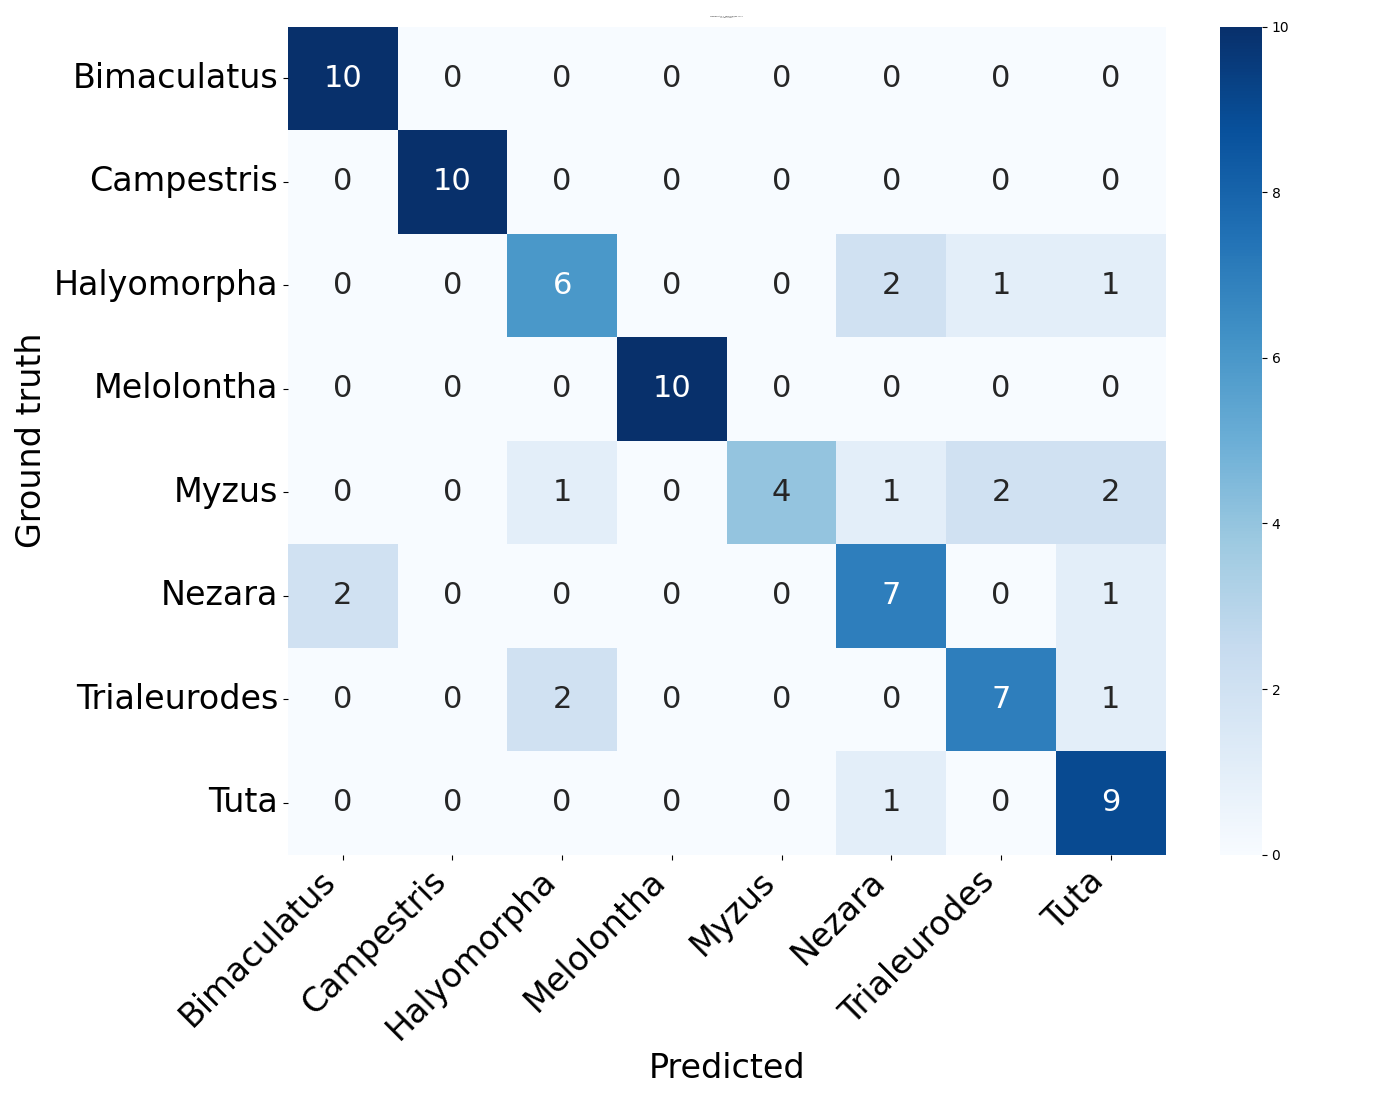 10
Bimaculatus 10 0 0 0 0 0 0 0
Campestris 0 10 0 0 0 0 0 0
8
Halyomorpha 0 0 6 0 0 2 1 1
6
Melolontha 0 0 0 10 0 0 0 0
Ground truth
Myzus 0 0 1 0 4 1 2 2
4
Nezara 2 0 0 0 0 7 0 1
2
Trialeurodes 0 0 2 0 0 0 7 1
Tuta 0 0 0 0 0 1 0 9
0
Bimaculatus Campestris Halyomorpha Melolontha Myzus Nezara Trialeurodes Tuta
Predicted